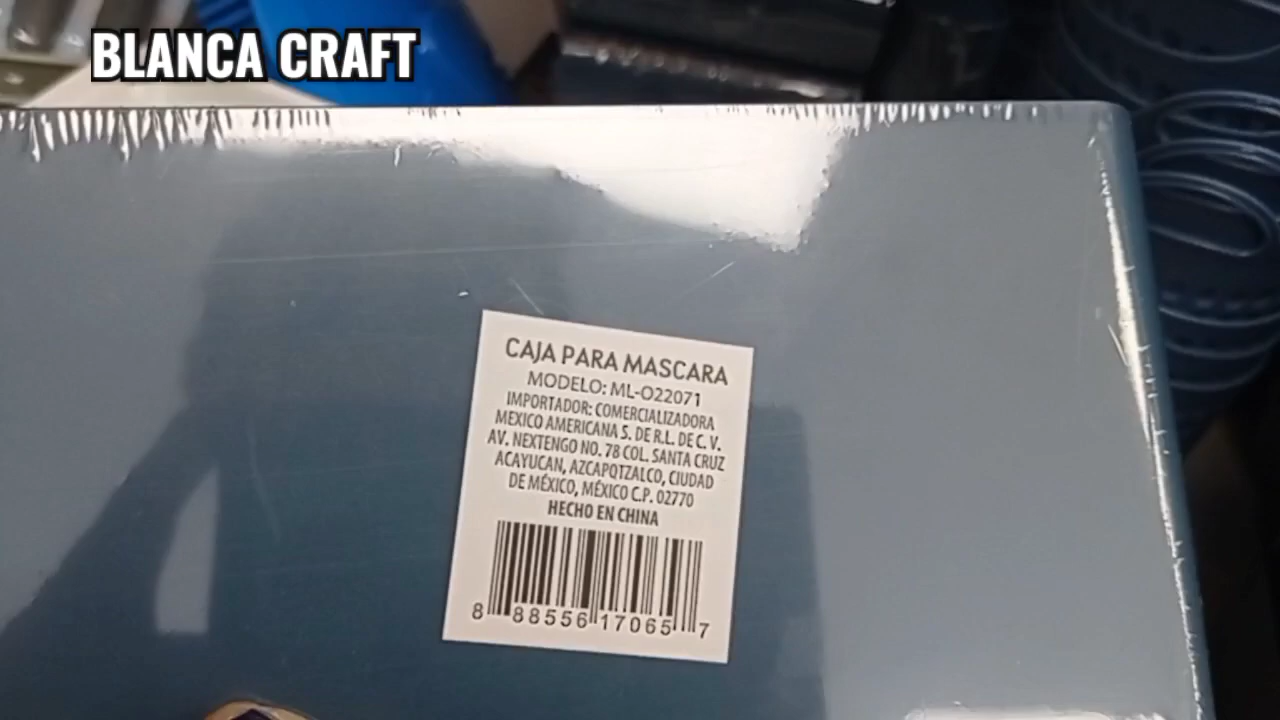 BLANCA CRAFT
CAJA PARA MASCARA
MODELO: ML-O22071
IMPORTADOR: COMERCIALIZADORA
MEXICO AMERICANA S. DE R.L. DE C. V.
AV. NEXTENGO NO. 78 COL. SANTA CRUZ
ACAYUCAN, AZCAPOTZALCO, CIUDAD
DE MÉXICO, MÉXICO C.P. 02770
HECHO EN CHINA
8 88556 17065 7